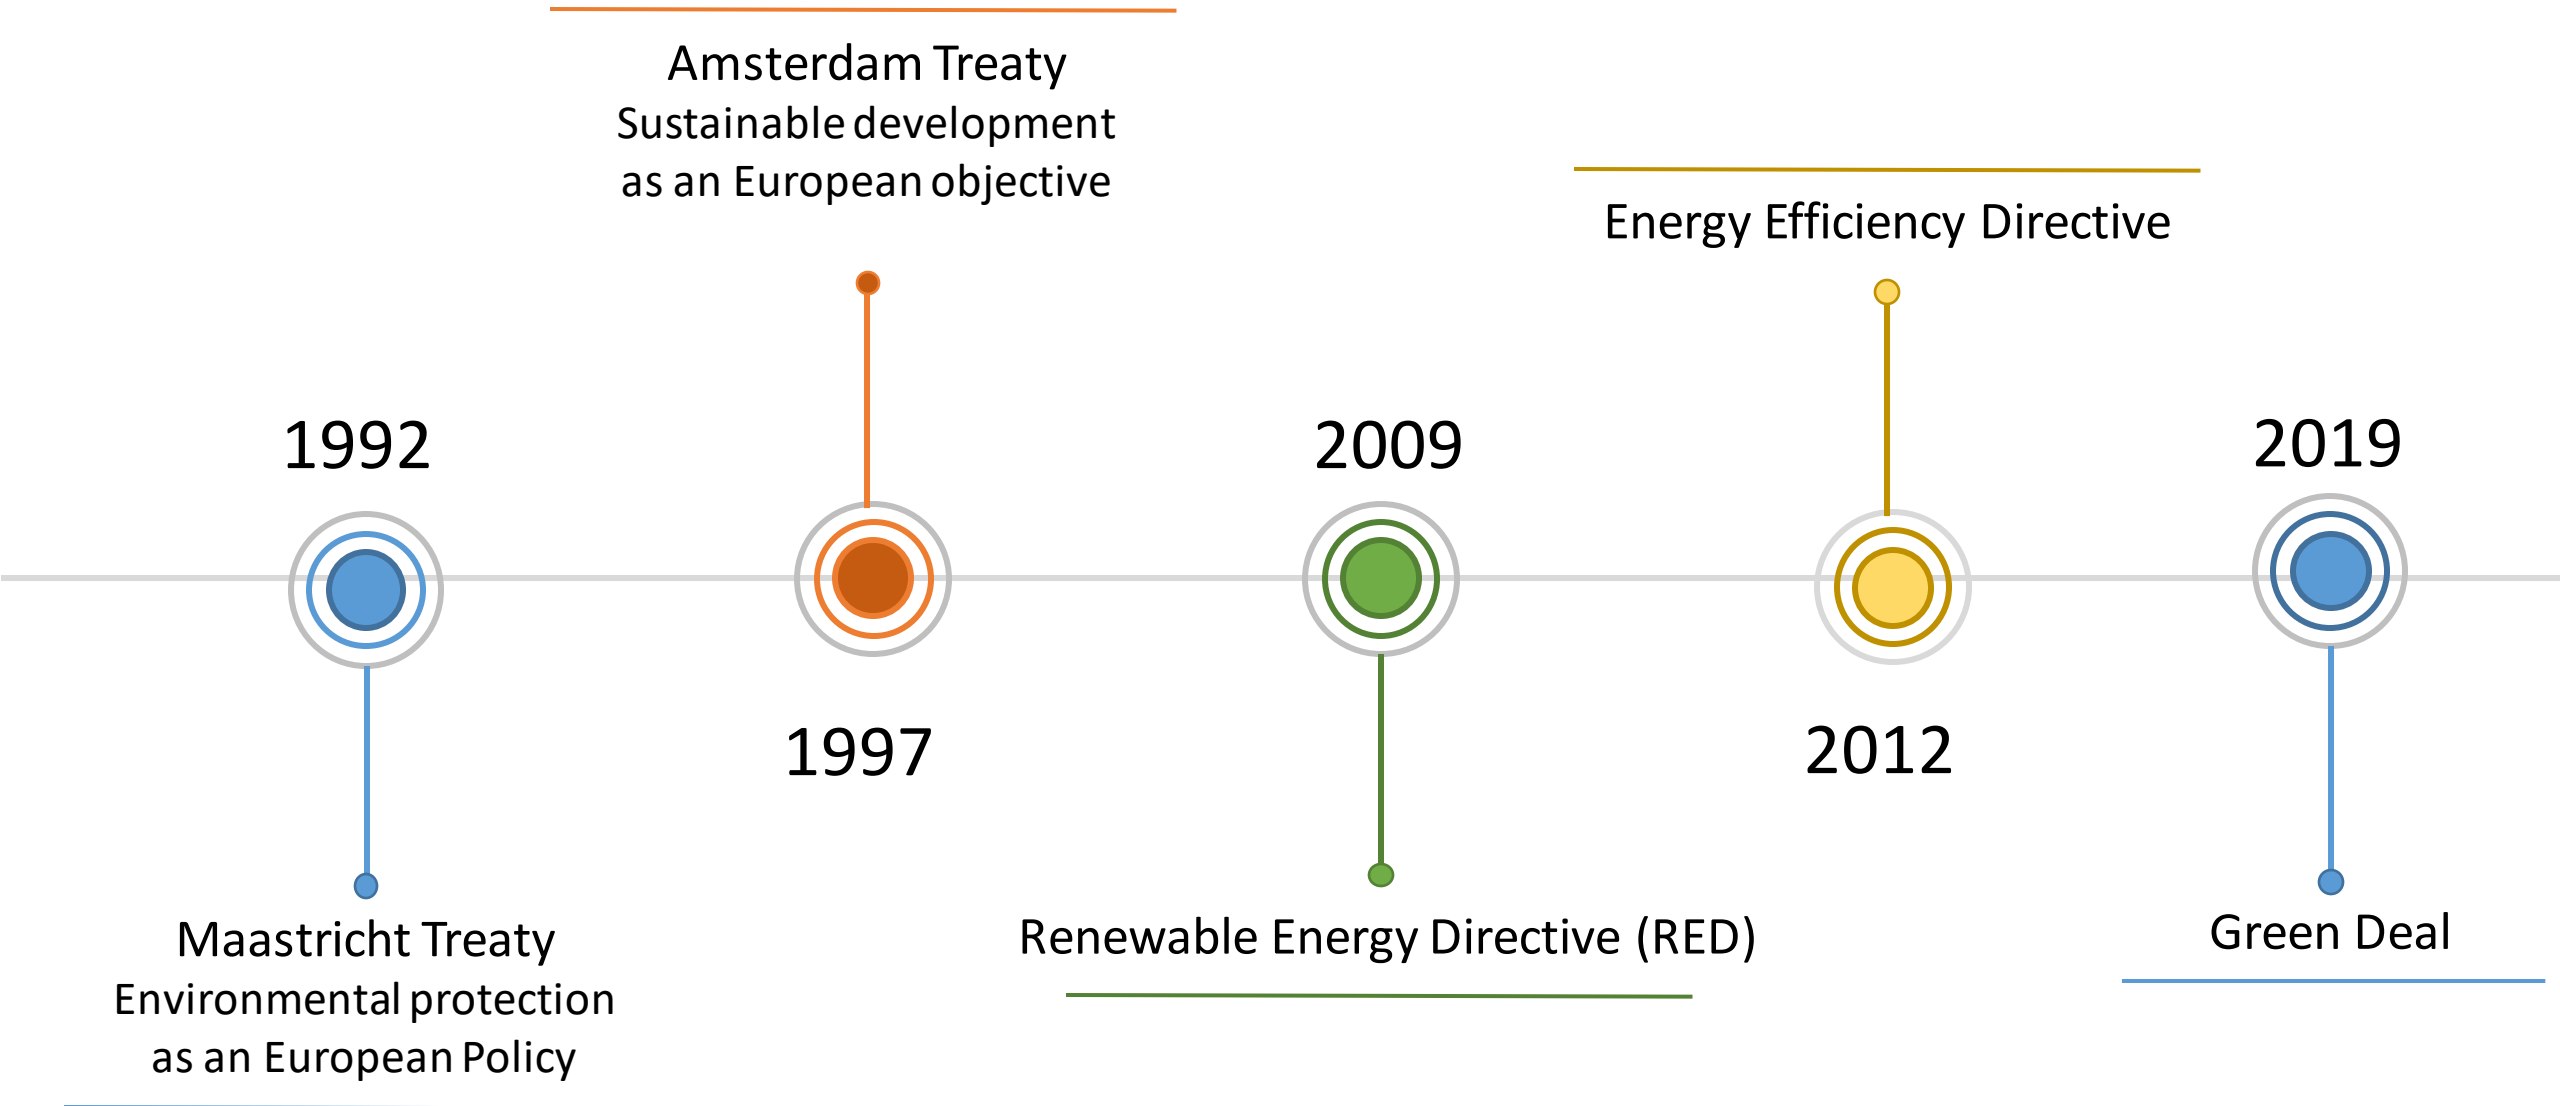 Amsterdam Treaty
Sustainable development
as an European objective
Energy Efficiency Directive
1992
2009
2019
1997
2012
Maastricht Treaty
Environmental protection
as an European Policy
Renewable Energy Directive (RED)
Green Deal